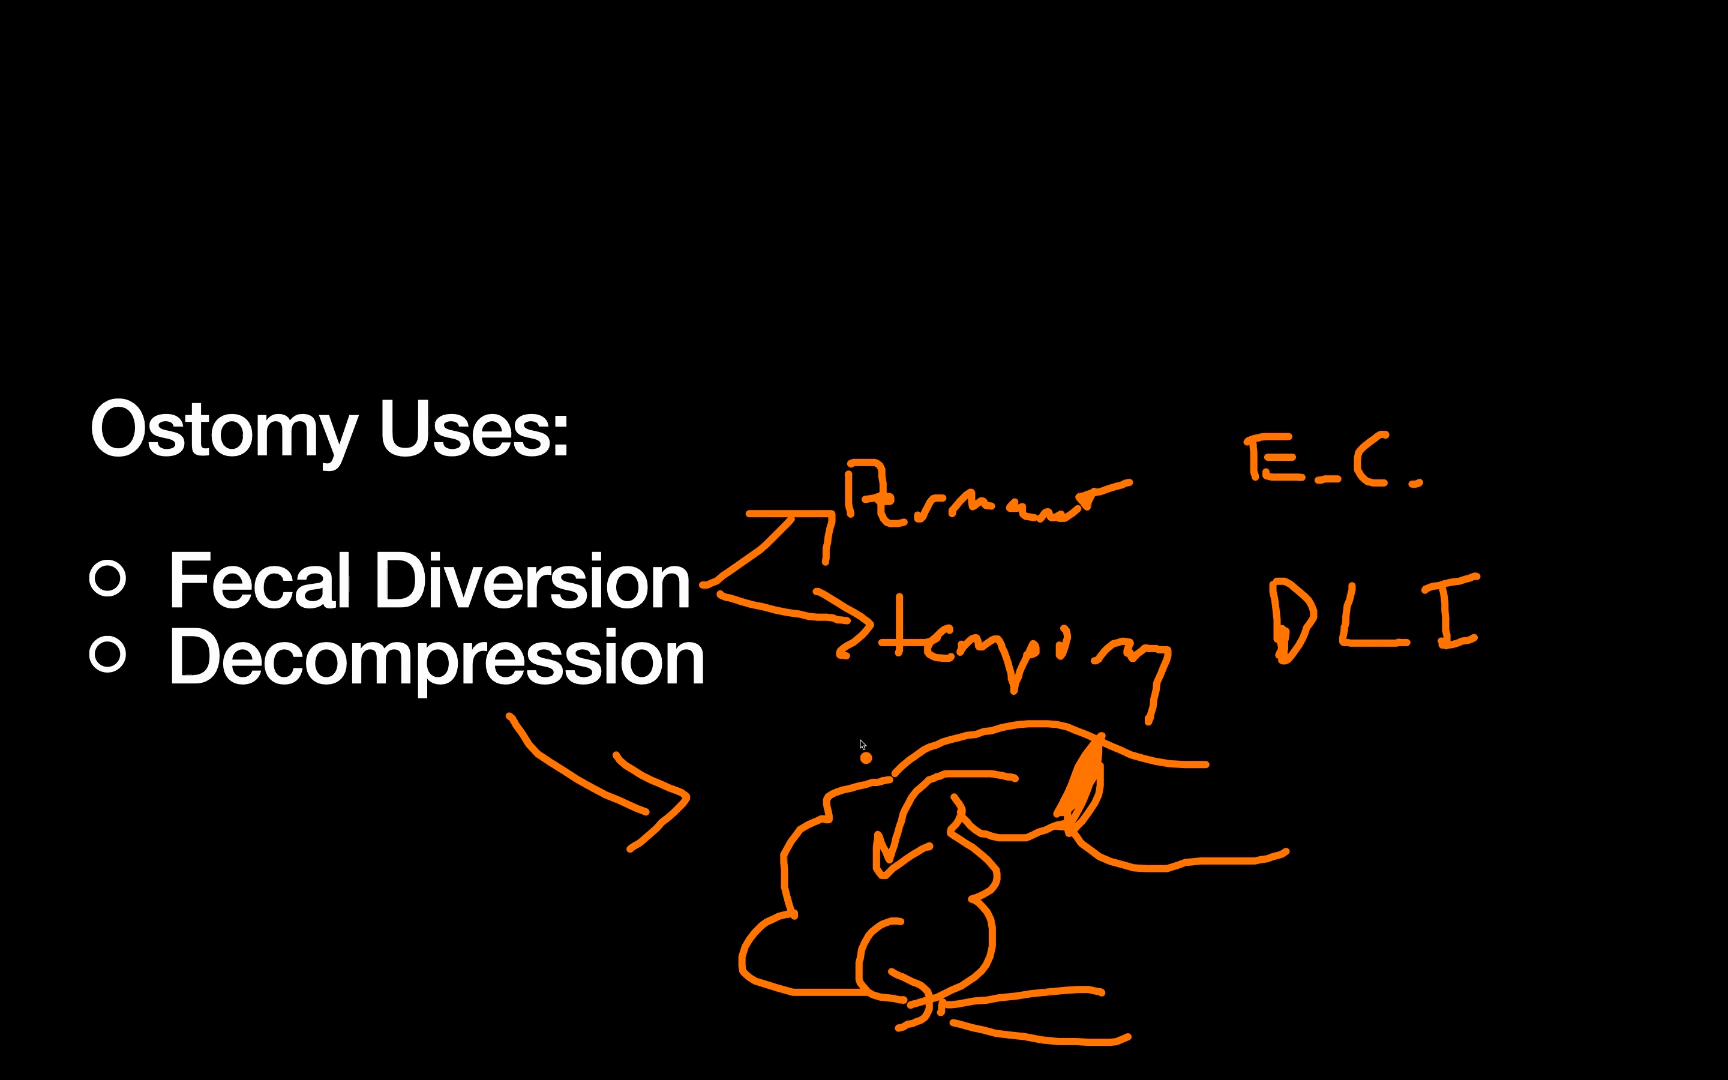 Ostomy Uses:
Permanent
E.C.
Fecal Diversion
temporary
DLI
Decompression